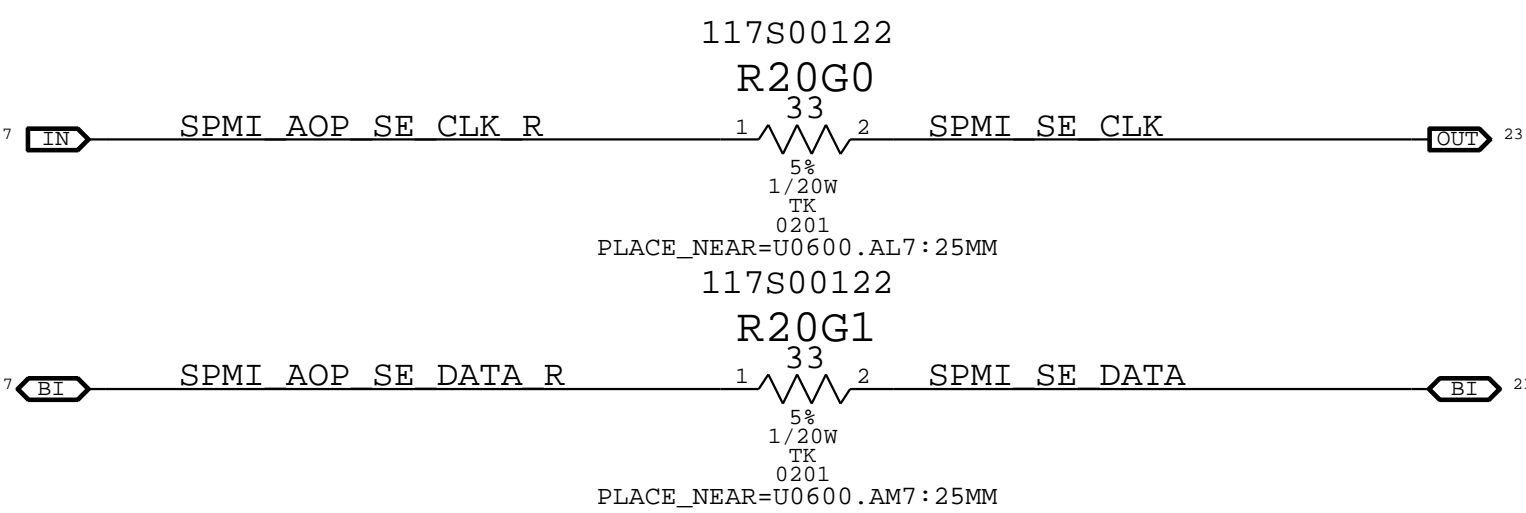 117S00122
R20G0
33
7 IN SPMI_AOP_SE_CLK_R 1 2 SPMI_SE_CLK OUT 23
5%
1/20W
TK
0201
PLACE_NEAR=U0600.AL7:25MM
117S00122
R20G1
33
7 BI SPMI_AOP_SE_DATA_R 1 2 SPMI_SE_DATA BI
5%
1/20W
TK
0201
PLACE_NEAR=U0600.AM7:25MM